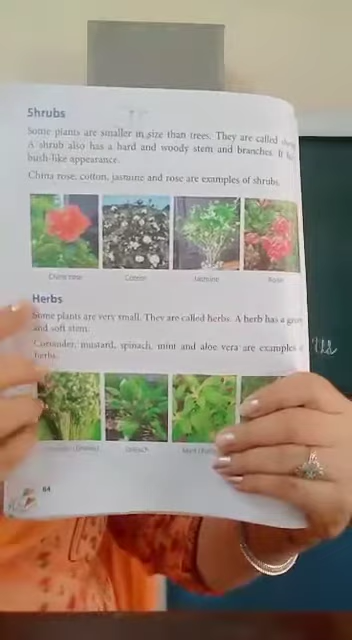 Shrubs
Some plants are smaller in size than trees. They are called
A shrub also has a hard and woody stem and branches. It
bush-like appearance.
China rose, cotton, jasmine and rose are examples of shrubs.
China rose Cotton Jasmine Rose
Herbs
Some plants are very small. They are called herbs. A herb has a
and soft stem.
Coriander, mustard, spinach, mint and aloe vera are examples
herbs.
Spinach Mint
64